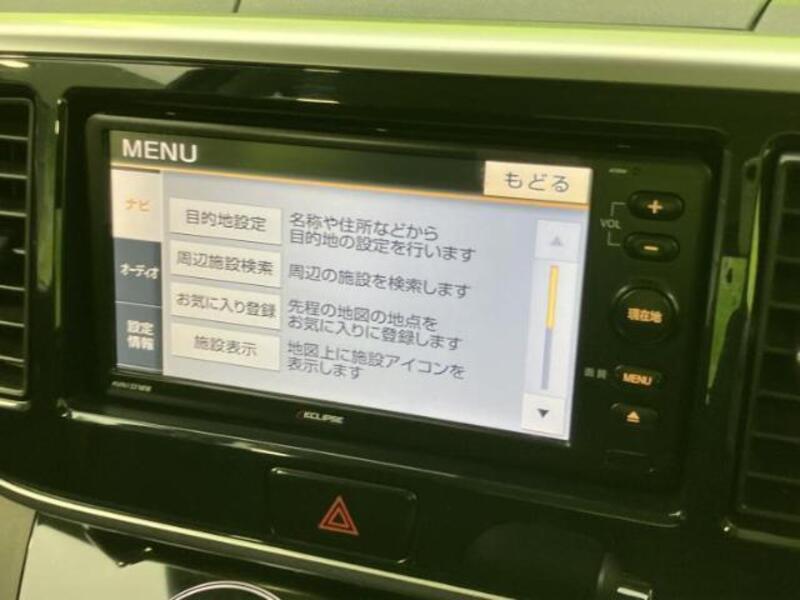 MENU
もどる
ナビ
オーディオ
設定
情報
目的地設定
名称や住所などから
目的地の設定を行います
周辺施設検索
周辺の施設を検索します
お気に入り登録
先程の地図の地点を
お気に入りに登録します
施設表示
地図上に施設アイコンを
表示します
ECLIPSE
VOL
+
−
現在地
画質
MENU